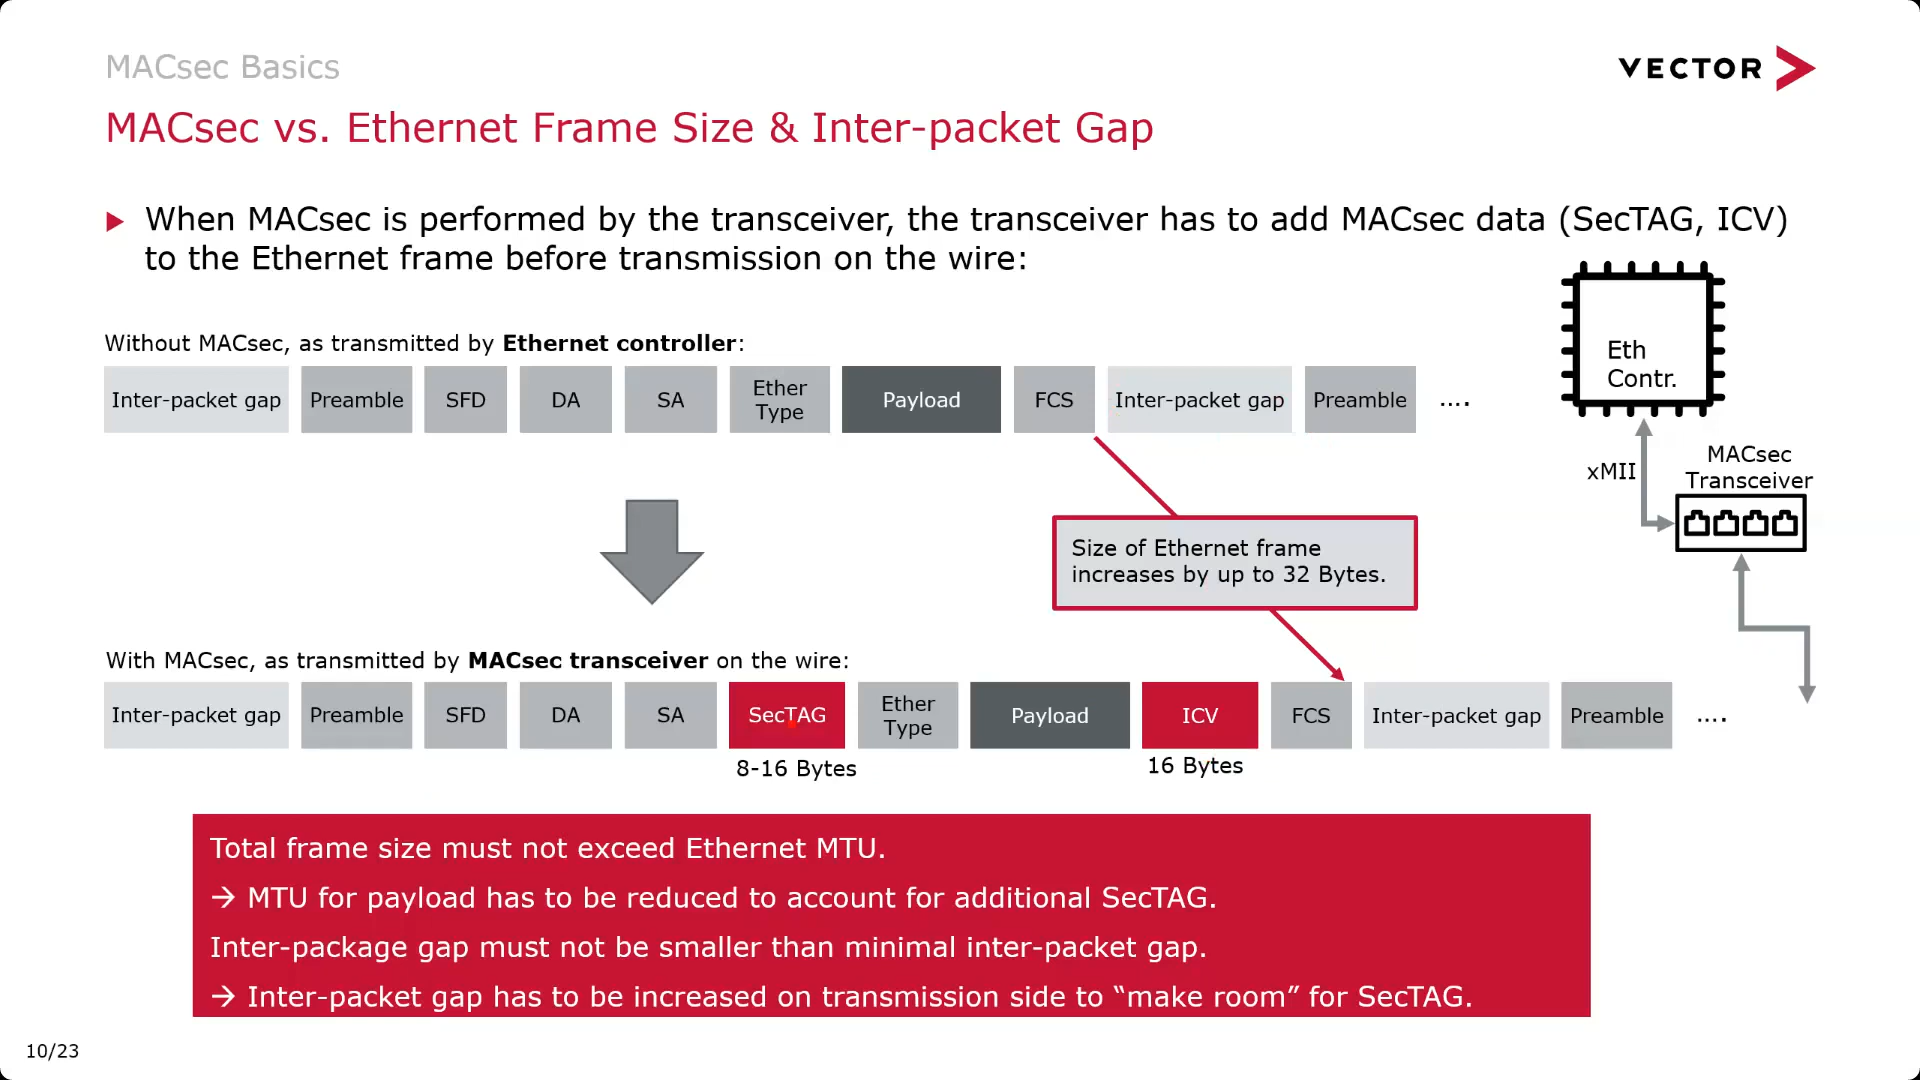 MACsec Basics
VECTOR
MACsec vs. Ethernet Frame Size & Inter-packet Gap
When MACsec is performed by the transceiver, the transceiver has to add MACsec data (SecTAG, ICV)
to the Ethernet frame before transmission on the wire:
Eth
Contr.
Without MACsec, as transmitted by Ethernet controller:
Inter-packet gap Preamble SFD DA SA Ether Type Payload FCS Inter-packet gap Preamble ....
xMII
MACsec
Transceiver
Size of Ethernet frame
increases by up to 32 Bytes.
With MACsec, as transmitted by MACsec transceiver on the wire:
Inter-packet gap Preamble SFD DA SA SecTAG Ether Type Payload ICV FCS Inter-packet gap Preamble ....
8-16 Bytes 16 Bytes
Total frame size must not exceed Ethernet MTU.
→ MTU for payload has to be reduced to account for additional SecTAG.
Inter-package gap must not be smaller than minimal inter-packet gap.
→ Inter-packet gap has to be increased on transmission side to “make room” for SecTAG.
10/23